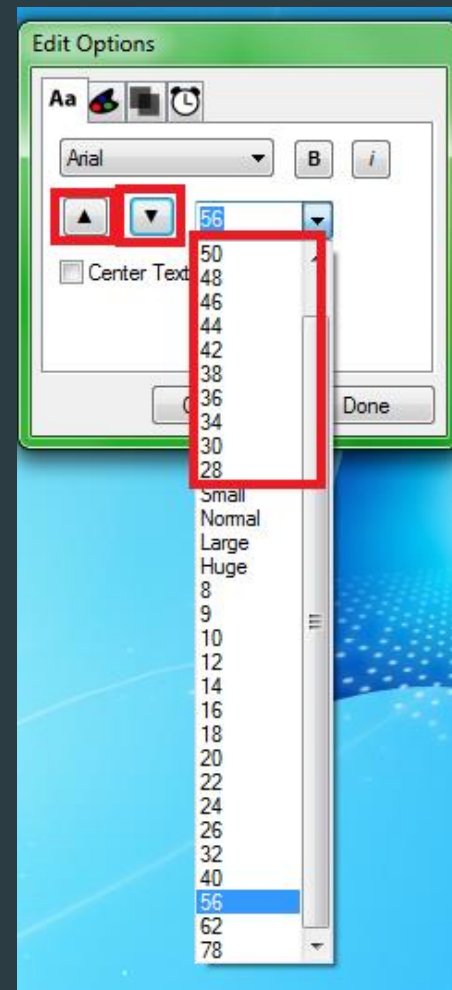 Edit Options
Aa
Arial B i
▲ ▼ 56
Center Text
50
48
46
44
42
38
36
34
30
28
Small
Normal
Large
Huge
8
9
10
12
14
16
18
20
22
24
26
32
40
56
62
78
Done